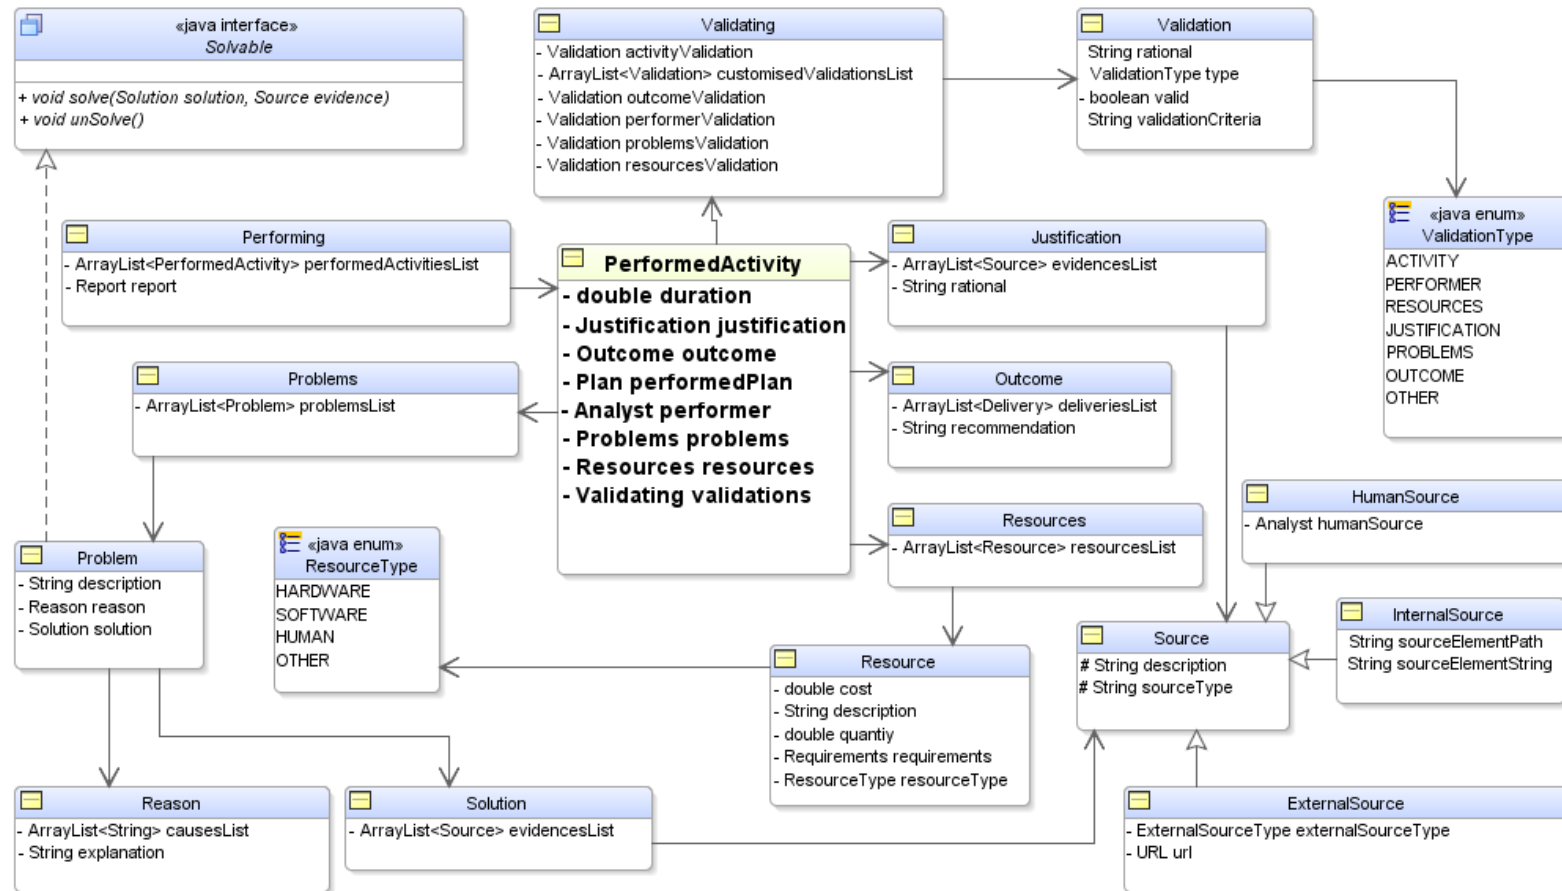 «java interface»
Solvable
+ void solve(Solution solution, Source evidence)
+ void unSolve()
Validating
- Validation activityValidation
- ArrayList<Validation> customisedValidationsList
- Validation outcomeValidation
- Validation performerValidation
- Validation problemsValidation
- Validation resourcesValidation
Validation
String rational
ValidationType type
- boolean valid
String validationCriteria
«java enum»
ValidationType
ACTIVITY
PERFORMER
RESOURCES
JUSTIFICATION
PROBLEMS
OUTCOME
OTHER
Performing
- ArrayList<PerformedActivity> performedActivitiesList
- Report report
PerformedActivity
- double duration
- Justification justification
- Outcome outcome
- Plan performedPlan
- Analyst performer
- Problems problems
- Resources resources
- Validating validations
Justification
- ArrayList<Source> evidencesList
- String rational
Problems
- ArrayList<Problem> problemsList
Outcome
- ArrayList<Delivery> deliveriesList
- String recommendation
HumanSource
- Analyst humanSource
Resources
- ArrayList<Resource> resourcesList
Problem
- String description
- Reason reason
- Solution solution
«java enum»
ResourceType
HARDWARE
SOFTWARE
HUMAN
OTHER
InternalSource
String sourceElementPath
String sourceElementString
Source
# String description
# String sourceType
Resource
- double cost
- String description
- double quantiy
- Requirements requirements
- ResourceType resourceType
Reason
- ArrayList<String> causesList
- String explanation
Solution
- ArrayList<Source> evidencesList
ExternalSource
- ExternalSourceType externalSourceType
- URL url